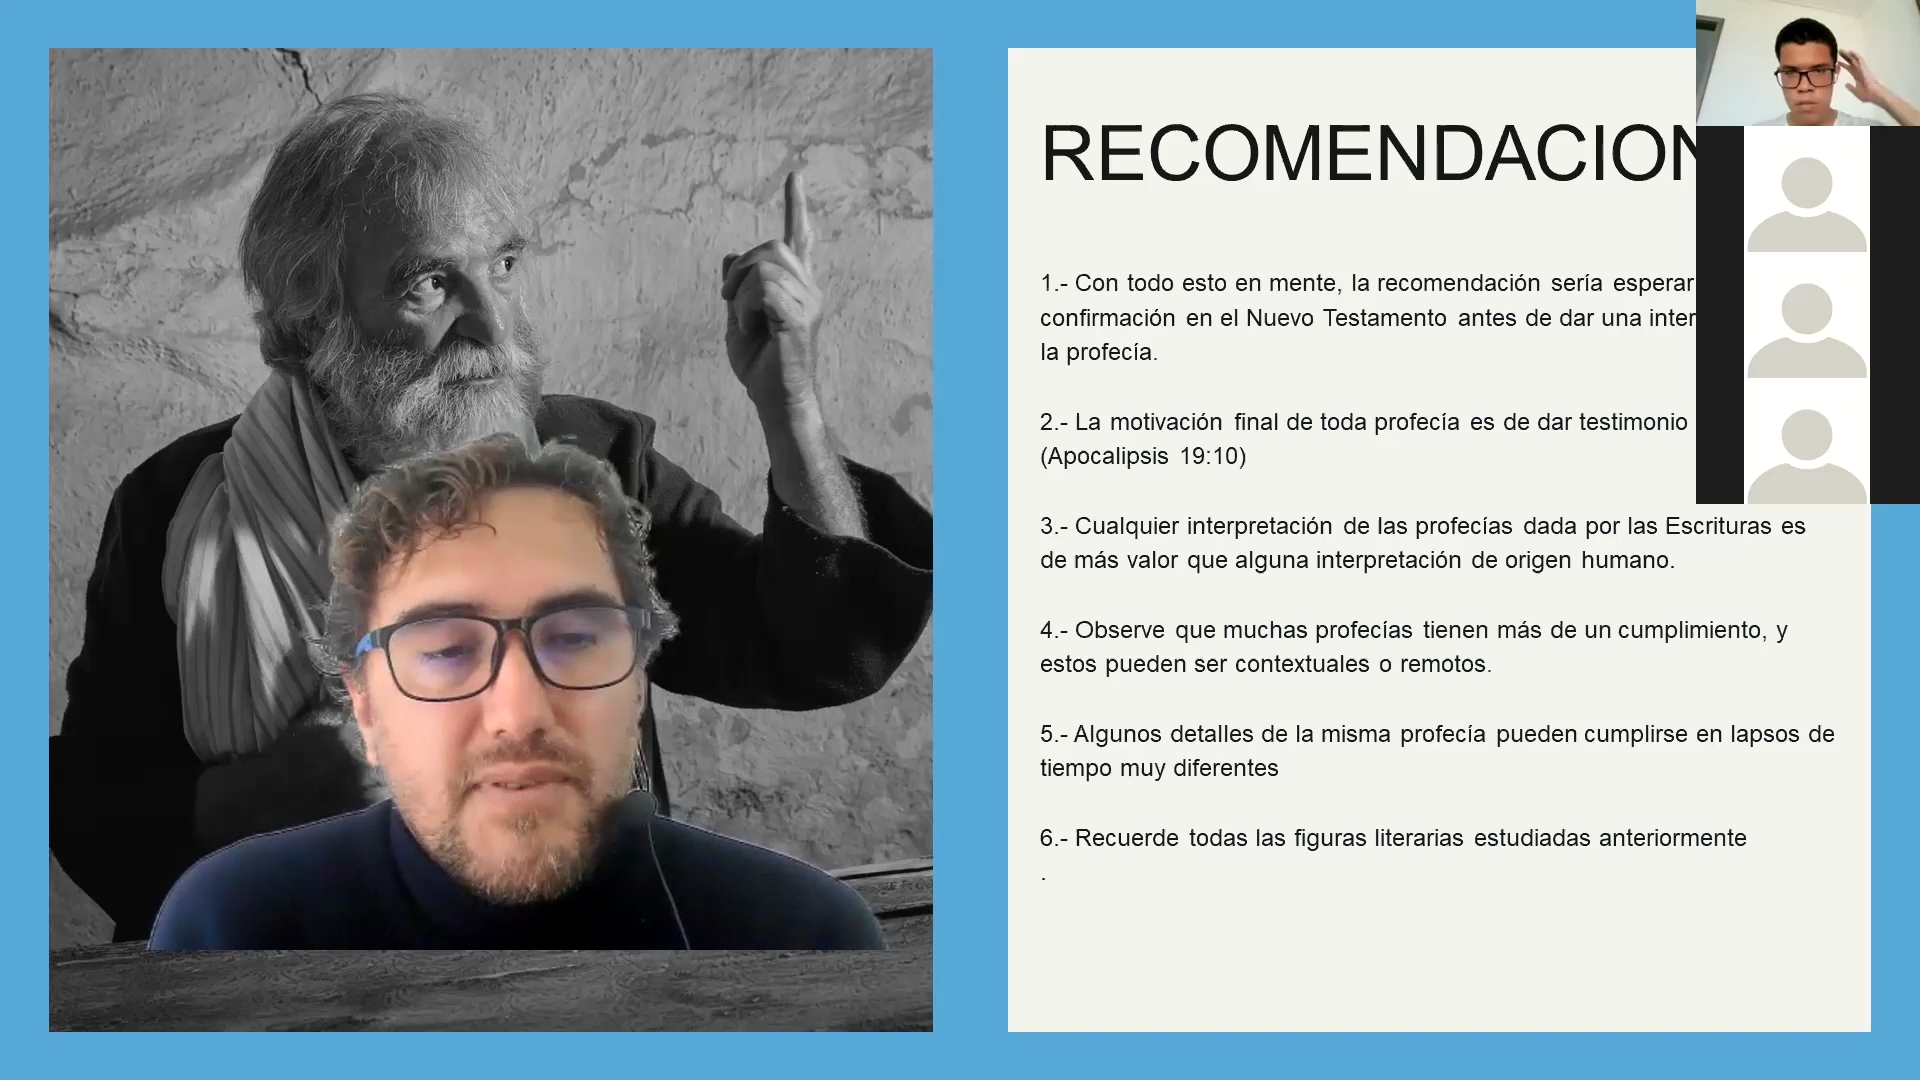 RECOMENDACION
1.- Con todo esto en mente, la recomendación sería esperar
confirmación en el Nuevo Testamento antes de dar una inter
la profecía.
2.- La motivación final de toda profecía es de dar testimonio
(Apocalipsis 19:10)
3.- Cualquier interpretación de las profecías dada por las Escrituras es
de más valor que alguna interpretación de origen humano.
4.- Observe que muchas profecías tienen más de un cumplimiento, y
estos pueden ser contextuales o remotos.
5.- Algunos detalles de la misma profecía pueden cumplirse en lapsos de
tiempo muy diferentes
6.- Recuerde todas las figuras literarias estudiadas anteriormente
.